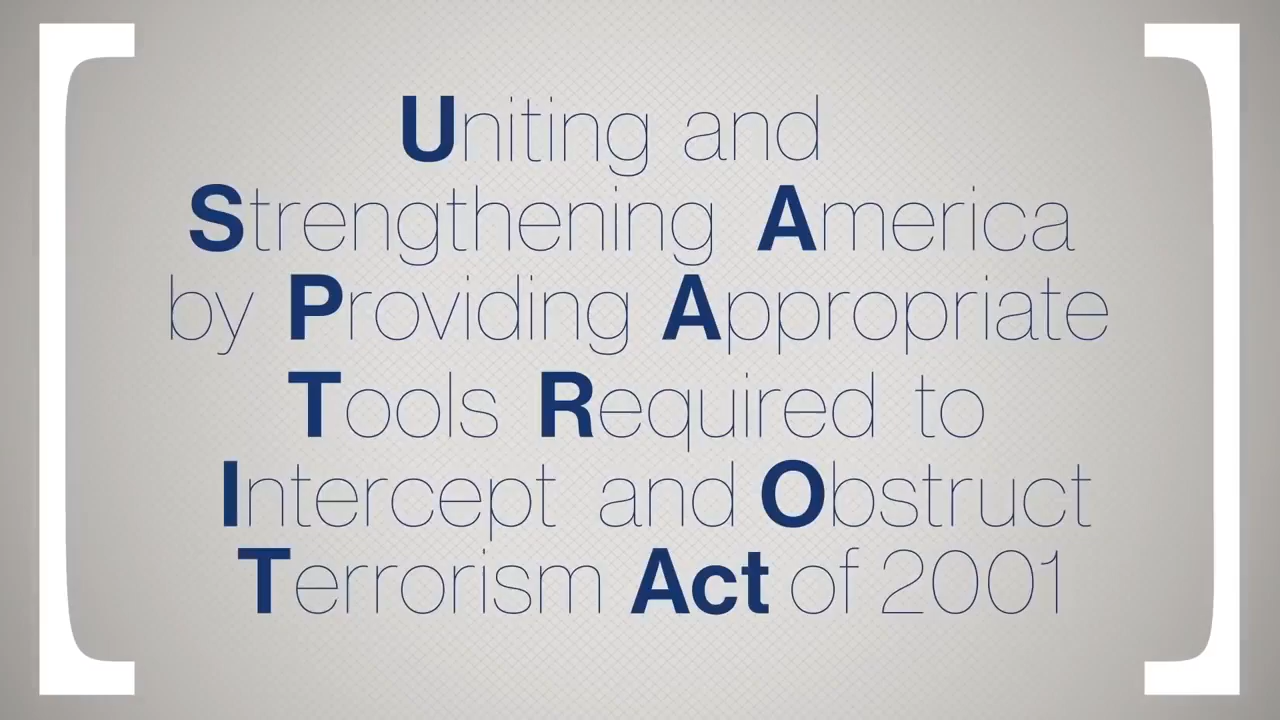 Uniting and
Strengthening America
by Providing Appropriate
Tools Required to
Intercept and Obstruct
Terrorism Act of 2001